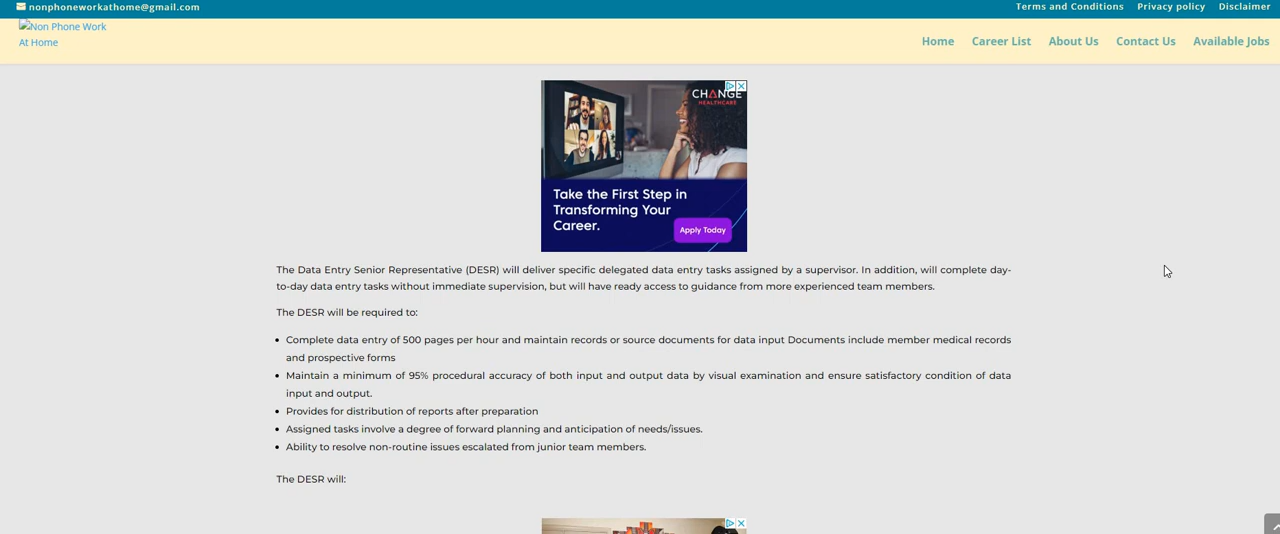 nonphoneworkathome@gmail.com
Terms and Conditions Privacy policy Disclaimer
Non Phone Work
At Home
Home Career List About Us Contact Us Available Jobs
CHANGE
HEALTHCARE
Take the First Step in
Transforming Your
Career.
Apply Today
The Data Entry Senior Representative (DESR) will deliver specific delegated data entry tasks assigned by a supervisor. In addition, will complete day-
to-day data entry tasks without immediate supervision, but will have ready access to guidance from more experienced team members.
The DESR will be required to:
Complete data entry of 500 pages per hour and maintain records or source documents for data input Documents include member medical records
and prospective forms
Maintain a minimum of 95% procedural accuracy of both input and output data by visual examination and ensure satisfactory condition of data
input and output.
Provides for distribution of reports after preparation
Assigned tasks involve a degree of forward planning and anticipation of needs/issues.
Ability to resolve non-routine issues escalated from junior team members.
The DESR will: